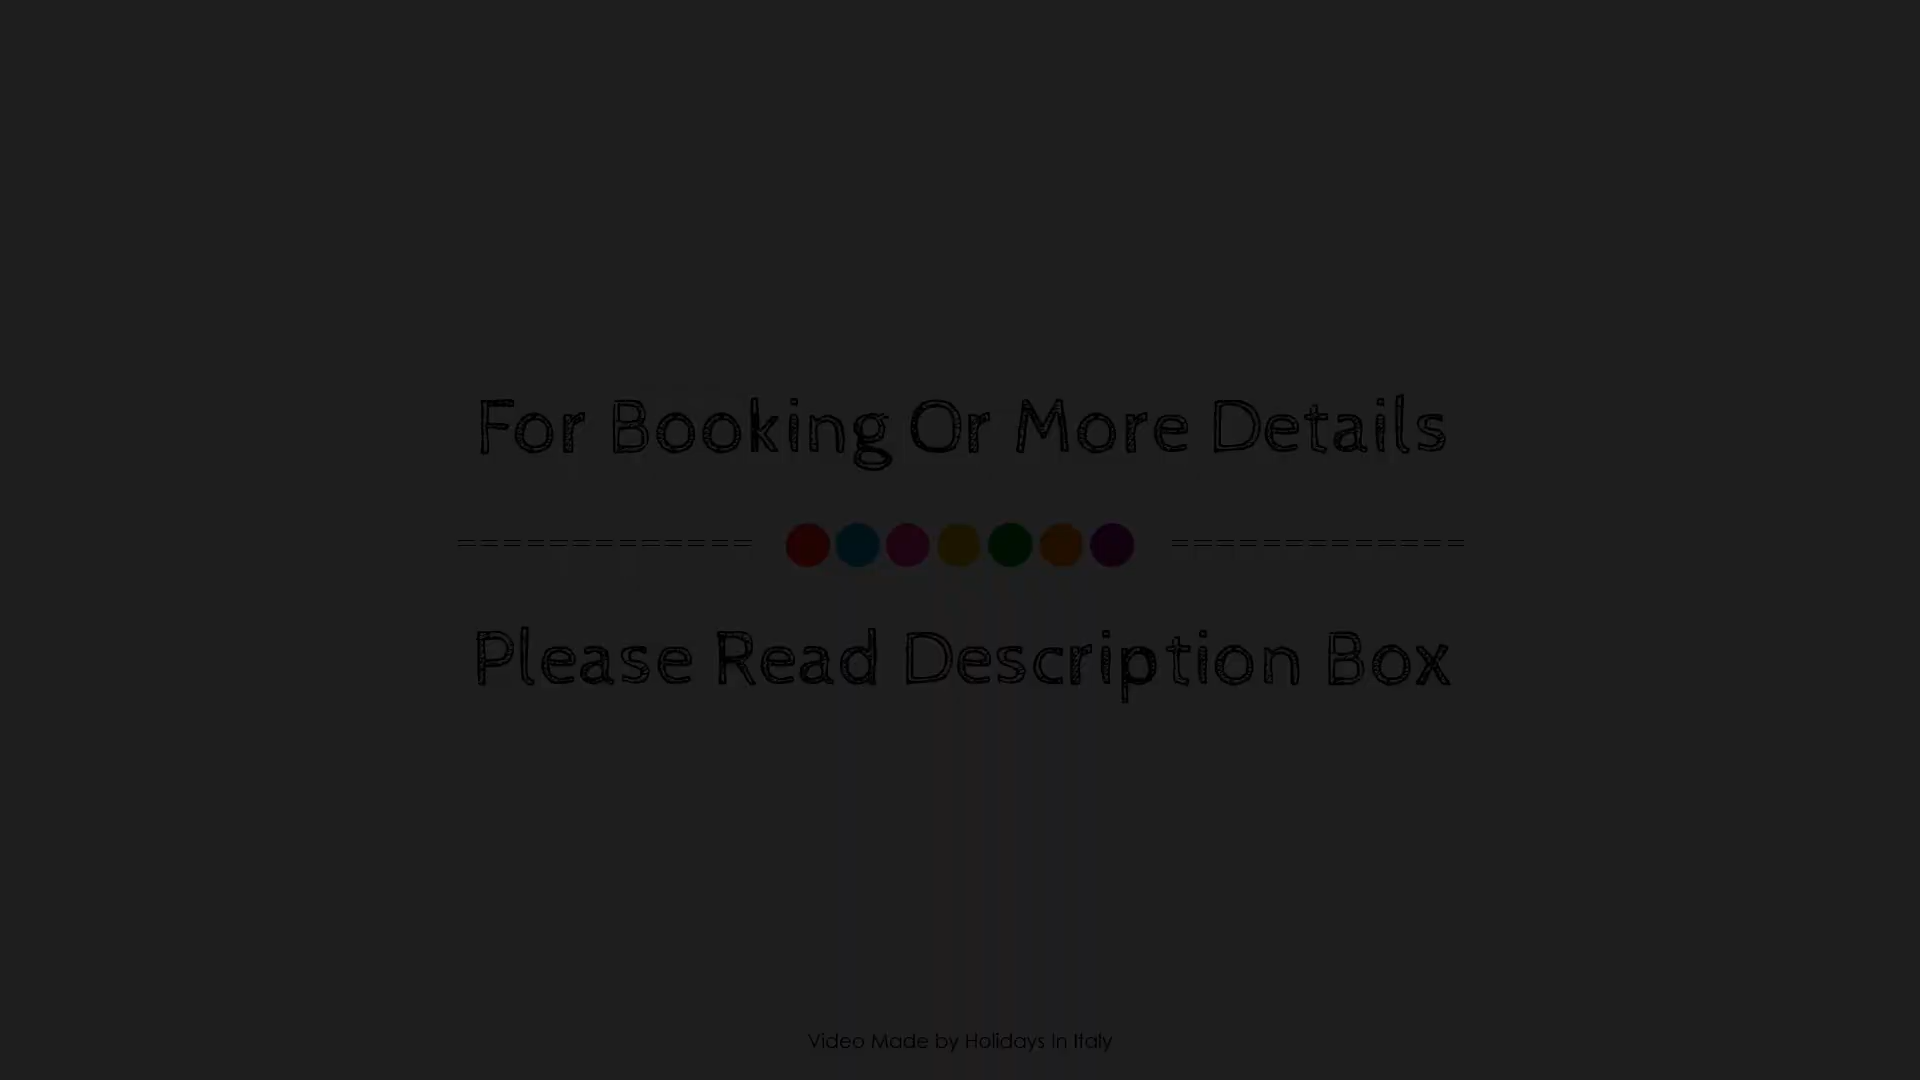 For Booking Or More Details
============= =============
Please Read Description Box
Video Made by Holidays In Italy